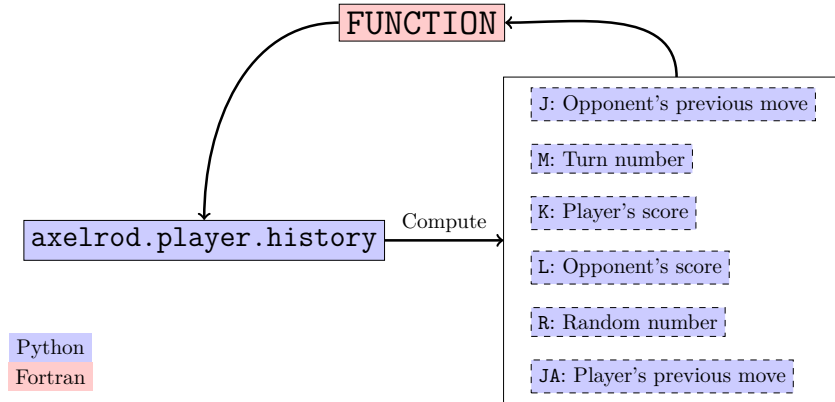 FUNCTION
J: Opponent's previous move
M: Turn number
K: Player's score
axelrod.player.history
Compute
L: Opponent's score
R: Random number
JA: Player's previous move
Python
Fortran